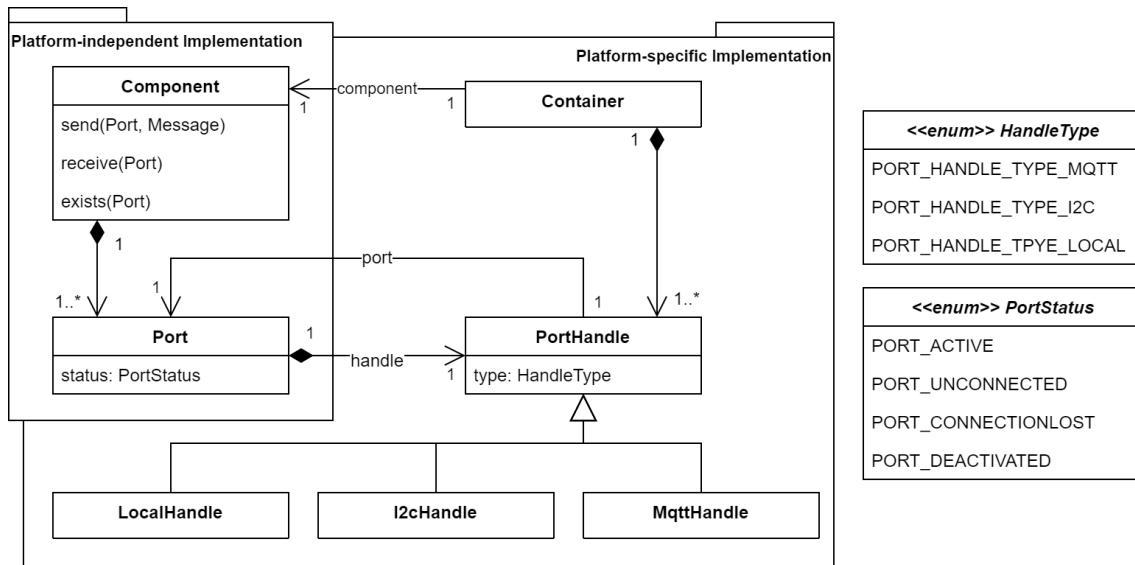 Platform-independent Implementation
Platform-specific Implementation
Component
send(Port, Message)
receive(Port)
exists(Port)
component
1
1
Container
1
1
1..*
port
1
1
1..*
Port
status: PortStatus
1
handle
1
PortHandle
type: HandleType
LocalHandle
I2cHandle
MqttHandle
<<enum>> HandleType
PORT_HANDLE_TYPE_MQTT
PORT_HANDLE_TYPE_I2C
PORT_HANDLE_TPYE_LOCAL
<<enum>> PortStatus
PORT_ACTIVE
PORT_UNCONNECTED
PORT_CONNECTIONLOST
PORT_DEACTIVATED